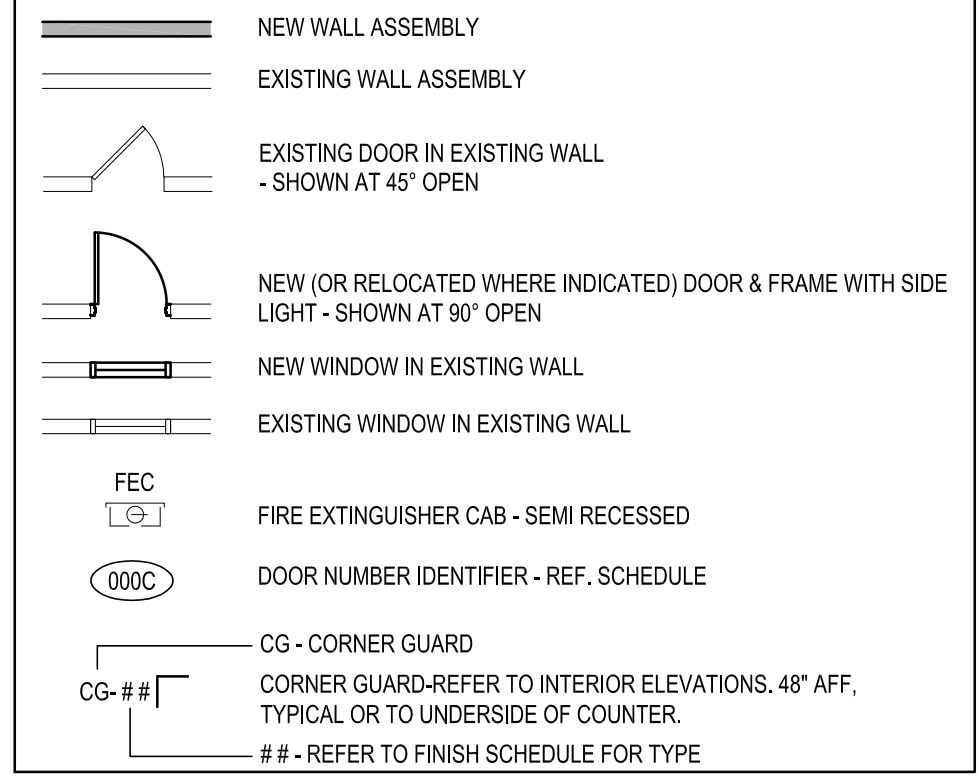 NEW WALL ASSEMBLY
EXISTING WALL ASSEMBLY
EXISTING DOOR IN EXISTING WALL
- SHOWN AT 45° OPEN
NEW (OR RELOCATED WHERE INDICATED) DOOR & FRAME WITH SIDE
LIGHT - SHOWN AT 90° OPEN
NEW WINDOW IN EXISTING WALL
EXISTING WINDOW IN EXISTING WALL
FEC
FIRE EXTINGUISHER CAB - SEMI RECESSED
000C
DOOR NUMBER IDENTIFIER - REF. SCHEDULE
CG - CORNER GUARD
CG-##
CORNER GUARD-REFER TO INTERIOR ELEVATIONS. 48" AFF,
TYPICAL OR TO UNDERSIDE OF COUNTER.
## - REFER TO FINISH SCHEDULE FOR TYPE